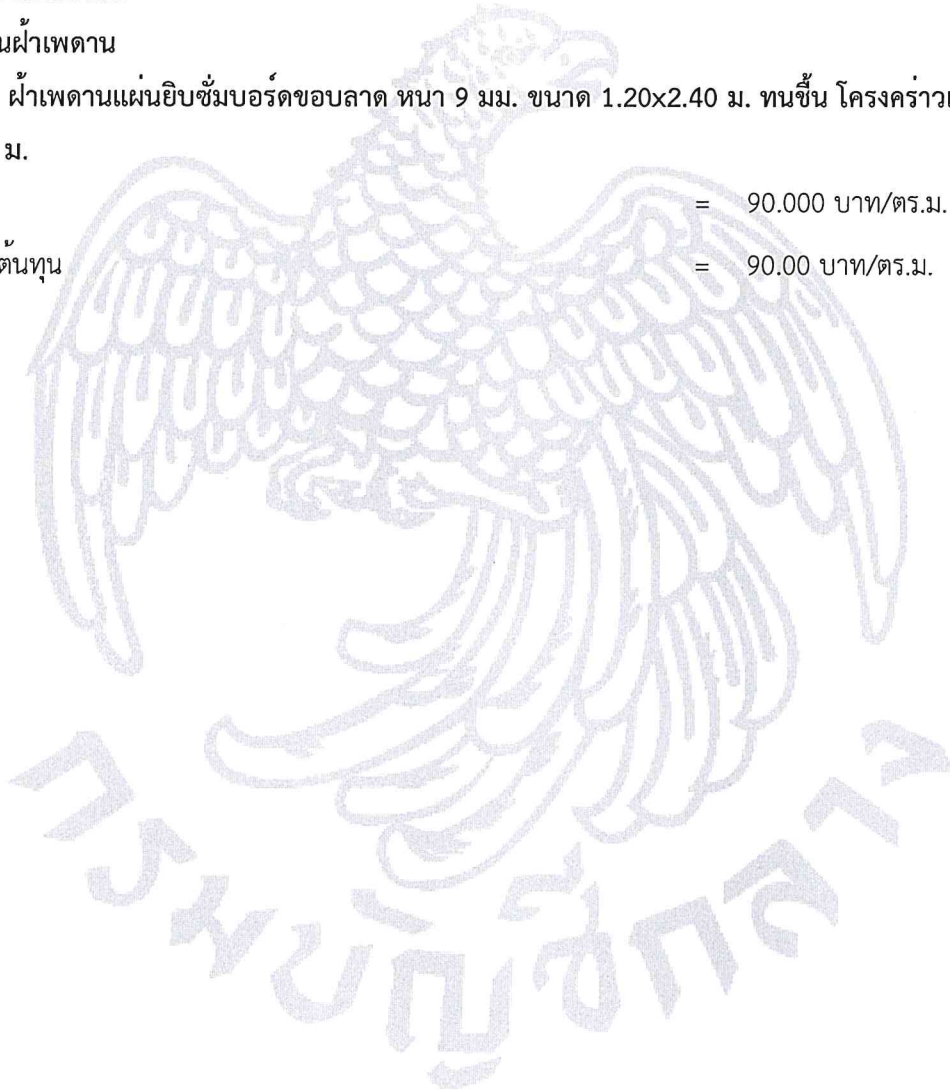 นฝ้าเพดาน
ฝ้าเพดานแผ่นยิบซั่มบอร์ดขอบลาด หนา 9 มม. ขนาด 1.20x2.40 ม. ทนชื้น โครงคร่าว
ม.
= 90.000 บาท/ตร.ม.
ต้นทุน = 90.00 บาท/ตร.ม.
กรมบัญชีกลาง